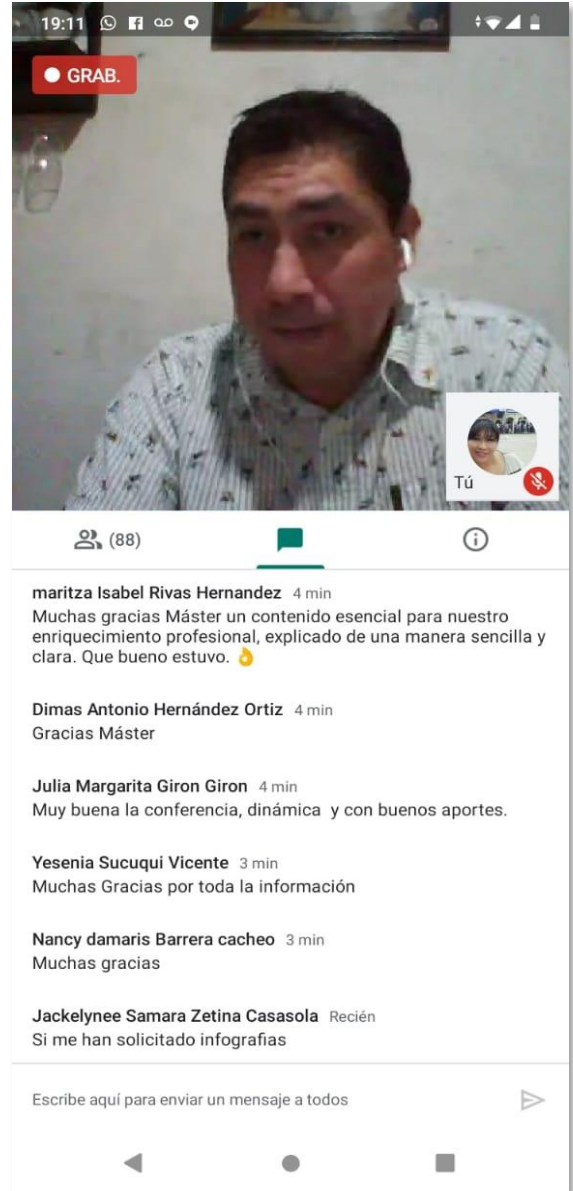 19:11
GRAB.
Tú
(88)
maritza Isabel Rivas Hernandez 4 min
Muchas gracias Máster un contenido esencial para nuestro
enriquecimiento profesional, explicado de una manera sencilla y
clara. Que bueno estuvo. 👌
Dimas Antonio Hernández Ortiz 4 min
Gracias Máster
Julia Margarita Giron Giron 4 min
Muy buena la conferencia, dinámica y con buenos aportes.
Yesenia Sucuqui Vicente 3 min
Muchas Gracias por toda la información
Nancy damaris Barrera cacheo 3 min
Muchas gracias
Jackelynee Samara Zetina Casasola Recién
Si me han solicitado infografias
Escribe aquí para enviar un mensaje a todos